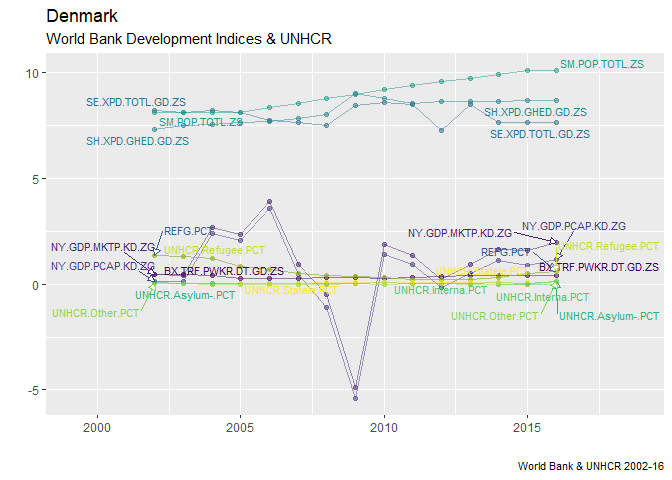 Denmark
World Bank Development Indices & UNHCR
10
5
0
-5
SM.POP.TOTL.ZS
SE.XPD.TOTL.GD.ZS
SM.POP.TOTL.ZS
SH.XPD.GHED.GD.ZS
SH.XPD.GHED.GD.ZS
SE.XPD.TOTL.GD.ZS
REFG.PCT
NY.GDP.MKTP.KD.ZG
UNHCR.Refugee.PCT
NY.GDP.PCAP.KD.ZG
BX.TRF.PWKR.DT.GD.ZS
UNHCR.Asylum-.PCT
UNHCR.Stateles.PCT
UNHCR.Other.PCT
NY.GDP.PCAP.KD.ZG
NY.GDP.MKTP.KD.ZG
UNHCR.Refugee.PCT
REFG.PCT
BX.TRF.PWKR.DT.GD.ZS
UNHCR.Interna.PCT
UNHCR.Interna.PCT
UNHCR.Other.PCT
UNHCR.Asylum-.PCT
2000
2005
2010
2015
World Bank & UNHCR 2002-16